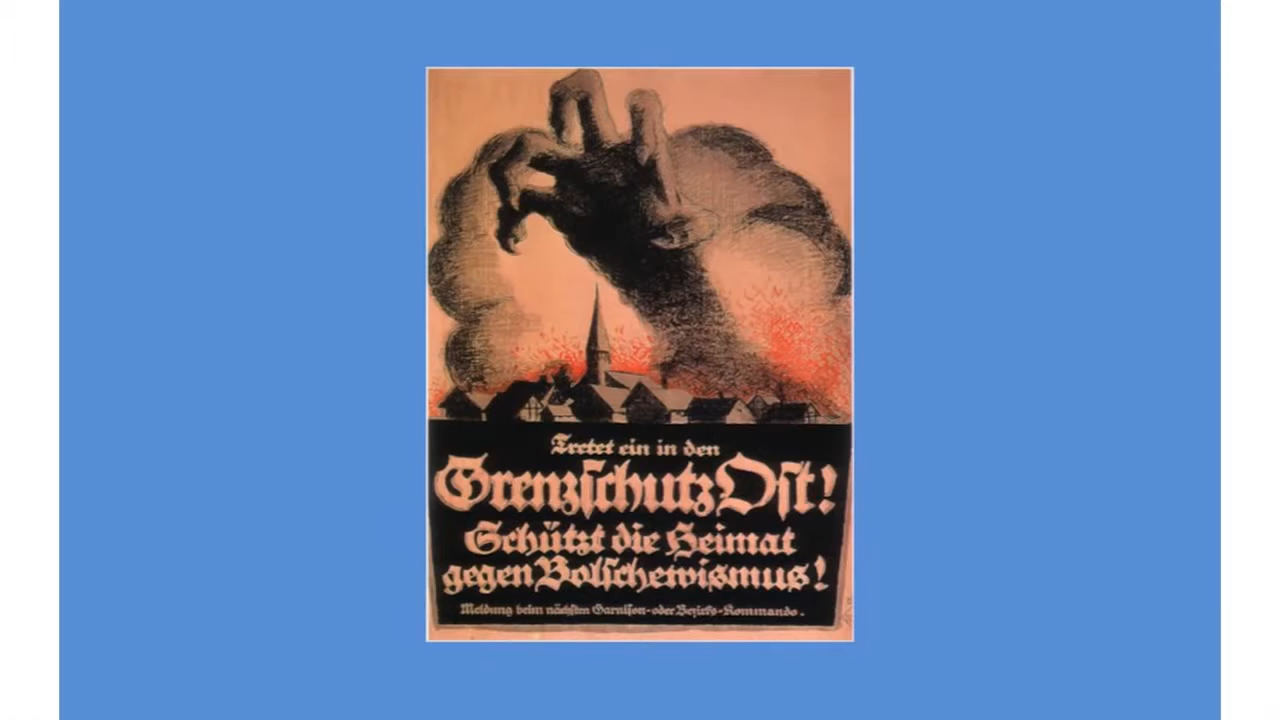 Tretet ein in den
Grenzschutz Ost!
Schützt die Heimat
gegen Bolschewismus!
Meldung beim nächsten Garnison- oder Bezirks-Kommando.